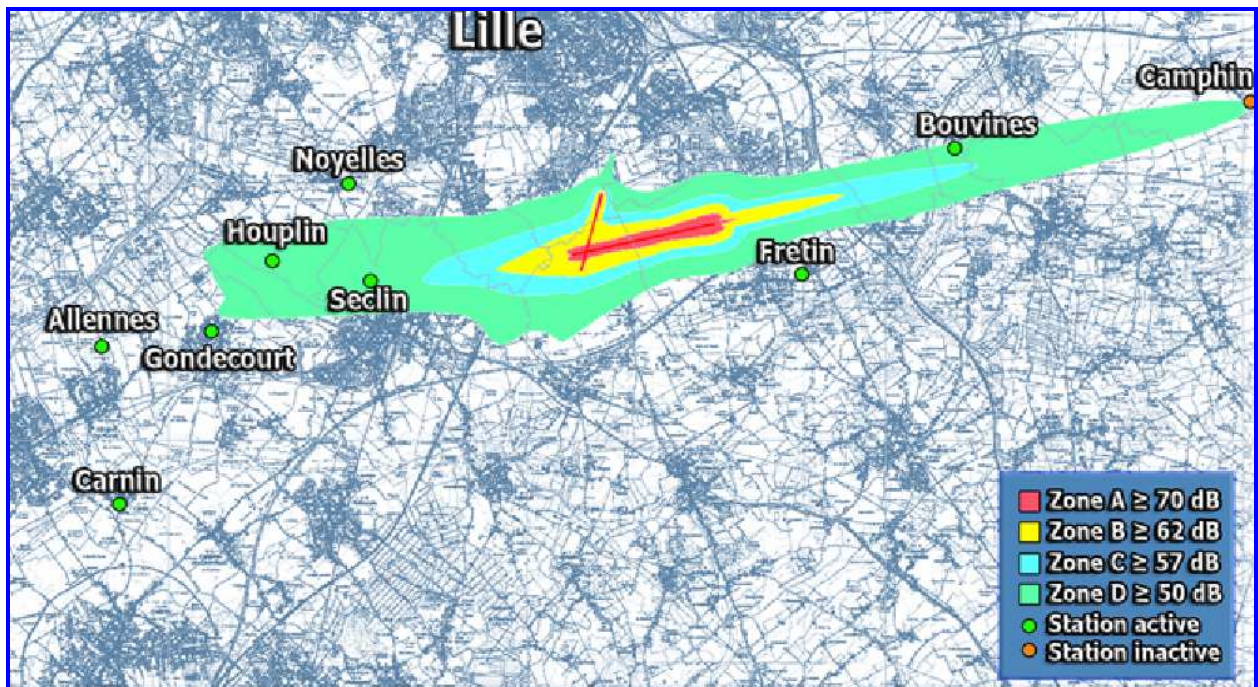 Lille
Camphin
Bouvines
Noyelles
Houplin
Fretin
Seclin
Allennes
Gondecourt
Carnin
Zone A ≥ 70 dB
Zone B ≥ 62 dB
Zone C ≥ 57 dB
Zone D ≥ 50 dB
Station active
Station inactive